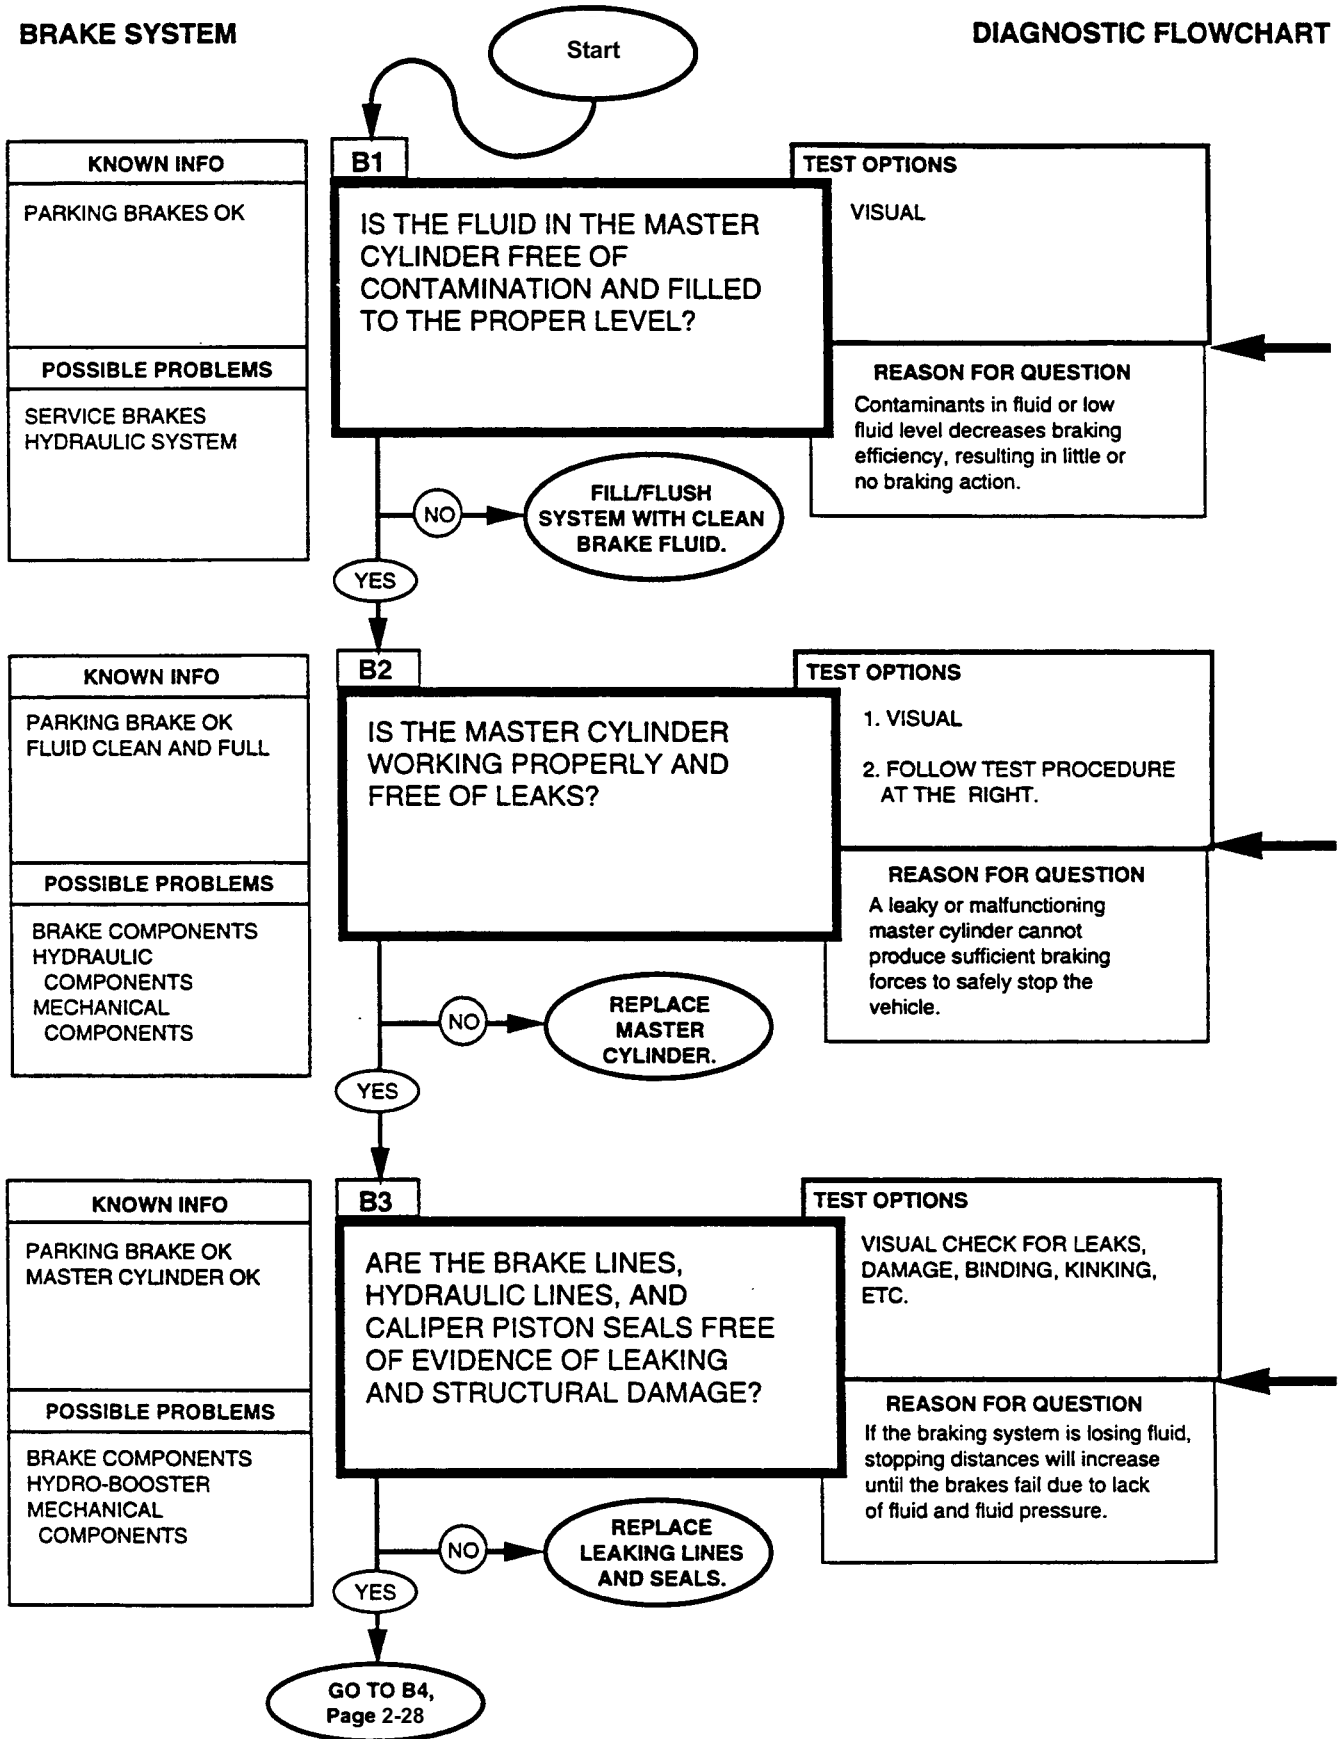 BRAKE SYSTEM
DIAGNOSTIC FLOWCHART
Start
KNOWN INFO
PARKING BRAKES OK
POSSIBLE PROBLEMS
SERVICE BRAKES
HYDRAULIC SYSTEM
B1
IS THE FLUID IN THE MASTER
CYLINDER FREE OF
CONTAMINATION AND FILLED
TO THE PROPER LEVEL?
TEST OPTIONS
VISUAL
REASON FOR QUESTION
Contaminants in fluid or low
fluid level decreases braking
efficiency, resulting in little or
no braking action.
NO
FILL/FLUSH
SYSTEM WITH CLEAN
BRAKE FLUID.
YES
KNOWN INFO
PARKING BRAKE OK
FLUID CLEAN AND FULL
POSSIBLE PROBLEMS
BRAKE COMPONENTS
HYDRAULIC
COMPONENTS
MECHANICAL
COMPONENTS
B2
IS THE MASTER CYLINDER
WORKING PROPERLY AND
FREE OF LEAKS?
TEST OPTIONS
1. VISUAL
2. FOLLOW TEST PROCEDURE
AT THE RIGHT.
REASON FOR QUESTION
A leaky or malfunctioning
master cylinder cannot
produce sufficient braking
forces to safely stop the
vehicle.
NO
REPLACE
MASTER
CYLINDER.
YES
KNOWN INFO
PARKING BRAKE OK
MASTER CYLINDER OK
POSSIBLE PROBLEMS
BRAKE COMPONENTS
HYDRO-BOOSTER
MECHANICAL
COMPONENTS
B3
ARE THE BRAKE LINES,
HYDRAULIC LINES, AND
CALIPER PISTON SEALS FREE
OF EVIDENCE OF LEAKING
AND STRUCTURAL DAMAGE?
TEST OPTIONS
VISUAL CHECK FOR LEAKS,
DAMAGE, BINDING, KINKING,
ETC.
REASON FOR QUESTION
If the braking system is losing fluid,
stopping distances will increase
until the brakes fail due to lack
of fluid and fluid pressure.
NO
REPLACE
LEAKING LINES
AND SEALS.
YES
GO TO B4,
Page 2-28